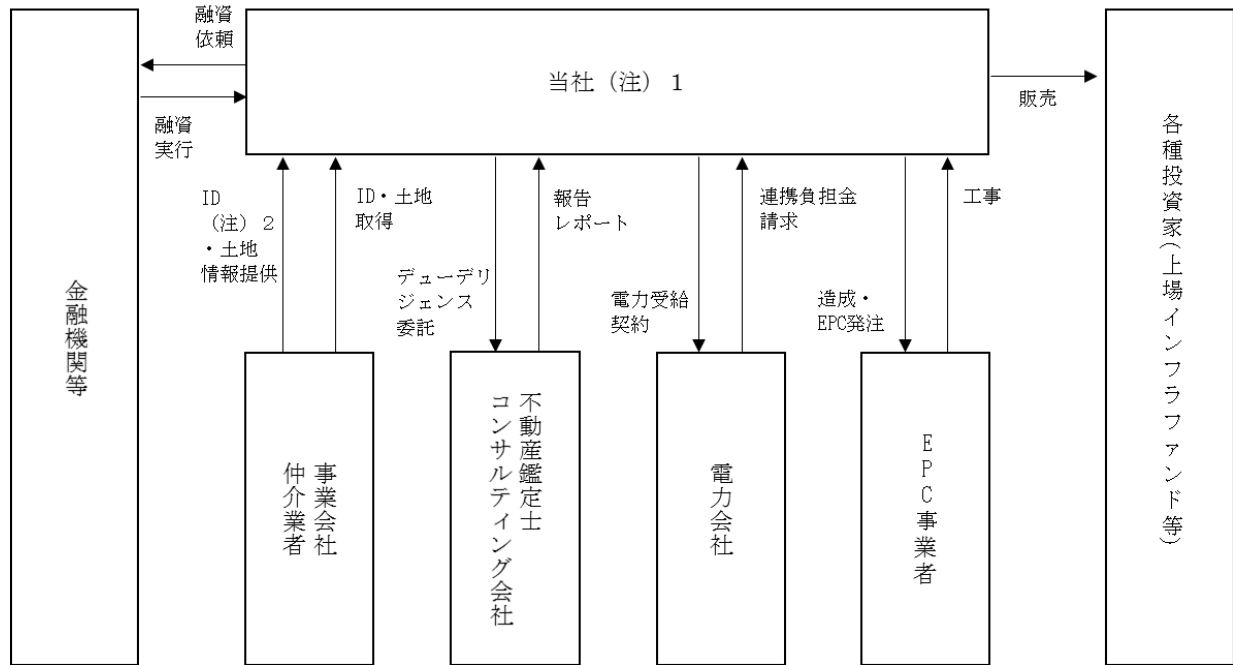 融資
依頼
当社（注）１
販売
融資
実行
ID
（注）２
・土地
情報提供
ID・土地
取得
デューデリ
ジェンス
委託
報告
レポート
電力受給
契約
連携負担金
請求
造成・
EPC発注
工事
金融機関等
事業会社
仲介業者
不動産鑑定士
コンサルティング会社
電力会社
ＥＰＣ事業者
各種投資家(上場インフラファンド等)